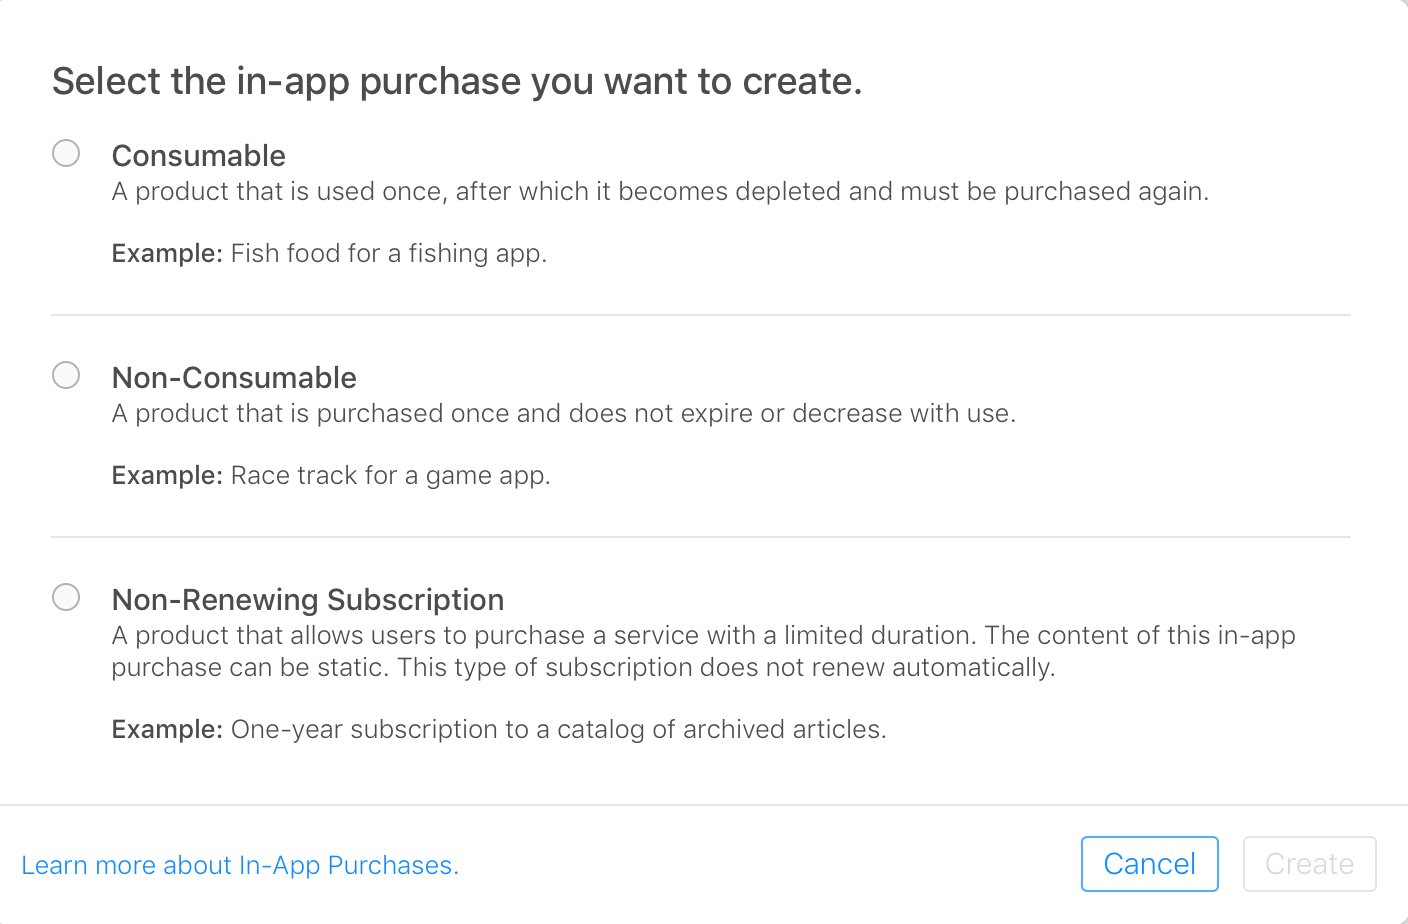 Select the in-app purchase you want to create.
Consumable
A product that is used once, after which it becomes depleted and must be purchased again.
Example: Fish food for a fishing app.
Non-Consumable
A product that is purchased once and does not expire or decrease with use.
Example: Race track for a game app.
Non-Renewing Subscription
A product that allows users to purchase a service with a limited duration. The content of this in-app
purchase can be static. This type of subscription does not renew automatically.
Example: One-year subscription to a catalog of archived articles.
Learn more about In-App Purchases.
Cancel
Create